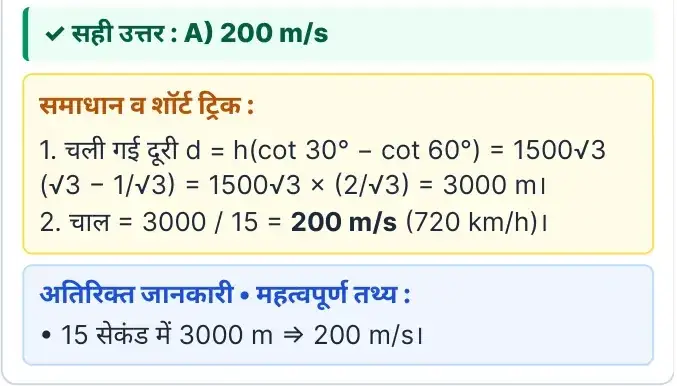 ✓ सही उत्तर : A) 200 m/s
समाधान व शॉर्ट ट्रिक :
1. चली गई दूरी d = h(cot 30° − cot 60°) = 1500√3
(√3 − 1/√3) = 1500√3 × (2/√3) = 3000 m।
2. चाल = 3000 / 15 = 200 m/s (720 km/h)।
अतिरिक्त जानकारी • महत्वपूर्ण तथ्य :
• 15 सेकंड में 3000 m ⇒ 200 m/s।